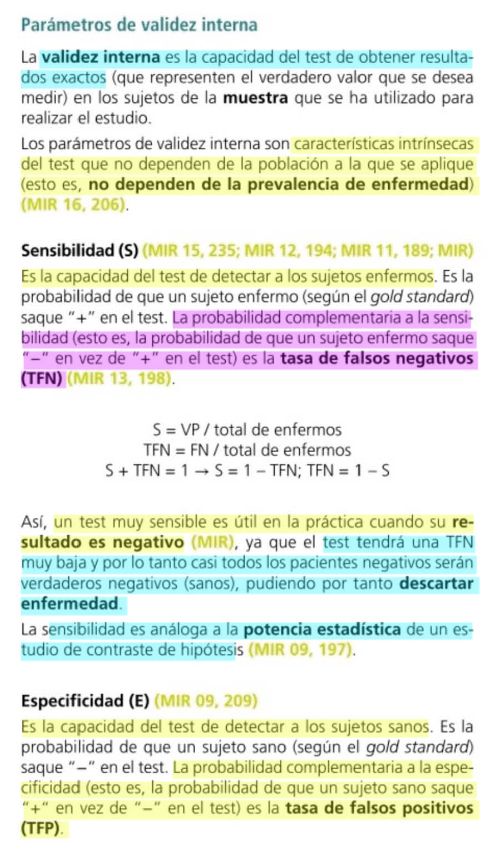 Parámetros de validez interna
La validez interna es la capacidad del test de obtener resulta-
dos exactos (que representen el verdadero valor que se desea
medir) en los sujetos de la muestra que se ha utilizado para
realizar el estudio.
Los parámetros de validez interna son características intrínsecas
del test que no dependen de la población a la que se aplique
(esto es, no dependen de la prevalencia de enfermedad)
(MIR 16, 206).
Sensibilidad (S) (MIR 15, 235; MIR 12, 194; MIR 11, 189; MIR)
Es la capacidad del test de detectar a los sujetos enfermos. Es la
probabilidad de que un sujeto enfermo (según el gold standard)
saque "+" en el test. La probabilidad complementaria a la sensi-
bilidad (esto es, la probabilidad de que un sujeto enfermo saque
"−" en vez de "+" en el test) es la tasa de falsos negativos
(TFN) (MIR 13, 198).
S = VP / total de enfermos
TFN = FN / total de enfermos
S + TFN = 1 → S = 1 − TFN; TFN = 1 − S
Así, un test muy sensible es útil en la práctica cuando su re-
sultado es negativo (MIR), ya que el test tendrá una TFN
muy baja y por lo tanto casi todos los pacientes negativos serán
verdaderos negativos (sanos), pudiendo por tanto descartar
enfermedad.
La sensibilidad es análoga a la potencia estadística de un es-
tudio de contraste de hipótesis (MIR 09, 197).
Especificidad (E) (MIR 09, 209)
Es la capacidad del test de detectar a los sujetos sanos. Es la
probabilidad de que un sujeto sano (según el gold standard)
saque "−" en el test. La probabilidad complementaria a la espe-
cificidad (esto es, la probabilidad de que un sujeto sano saque
"+" en vez de "−" en el test) es la tasa de falsos positivos
(TFP).